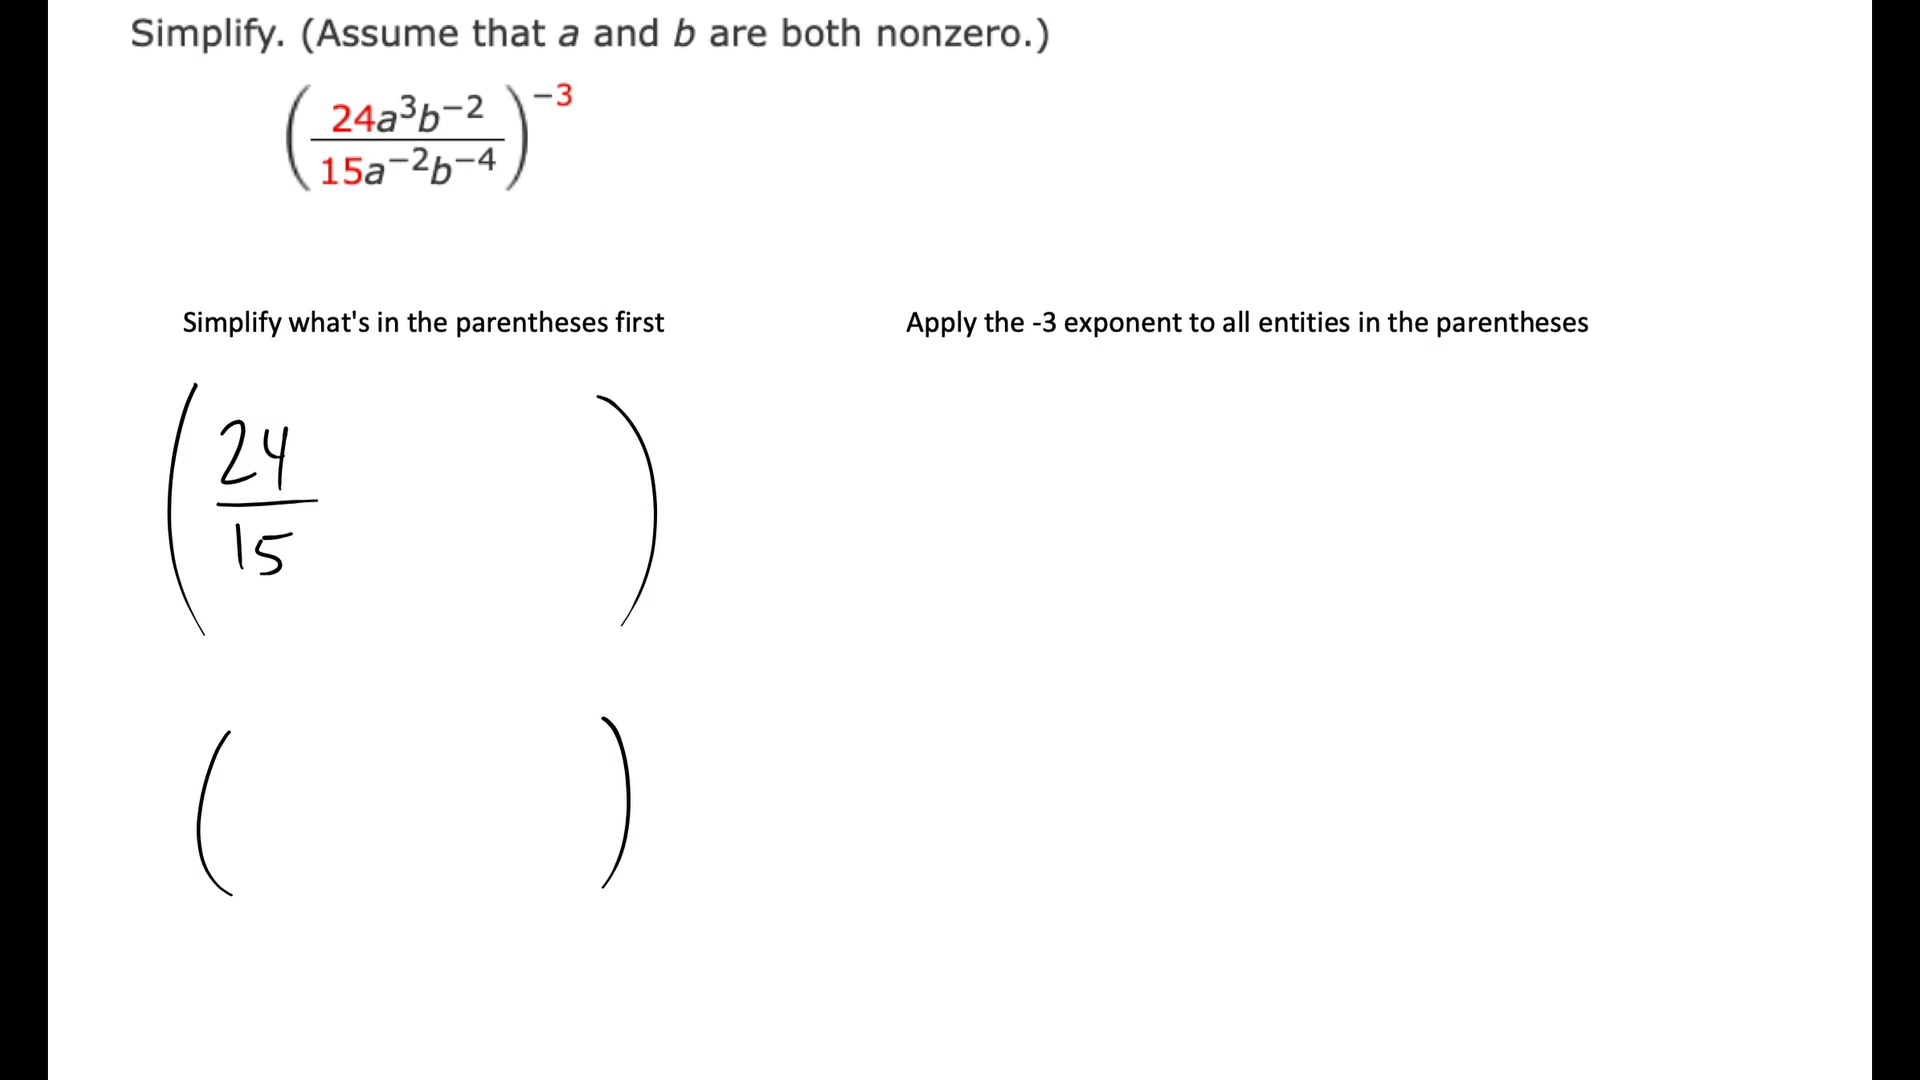 Simplify. (Assume that a and b are both nonzero.)
(24a³b⁻² / 15a⁻²b⁻⁴)⁻³
Simplify what's in the parentheses first
Apply the -3 exponent to all entities in the parentheses
(24 / 15 )
( )